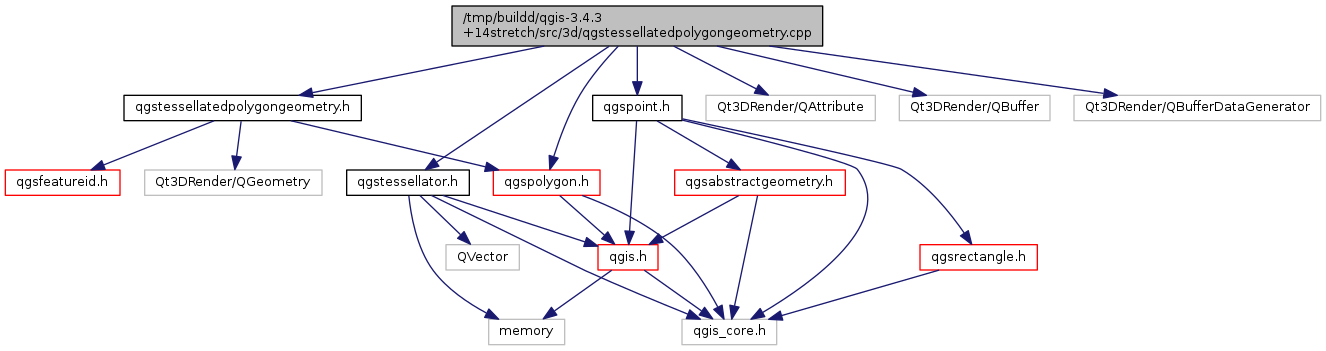 /tmp/buildd/qgis-3.4.3
+14stretch/src/3d/qgstessellatedpolygongeometry.cpp
qgstessellatedpolygongeometry.h
qgspoint.h
Qt3DRender/QAttribute
Qt3DRender/QBuffer
Qt3DRender/QBufferDataGenerator
qgsfeatureid.h
Qt3DRender/QGeometry
qgstessellator.h
qgspolygon.h
qgsabstractgeometry.h
QVector
qgis.h
qgsrectangle.h
memory
qgis_core.h